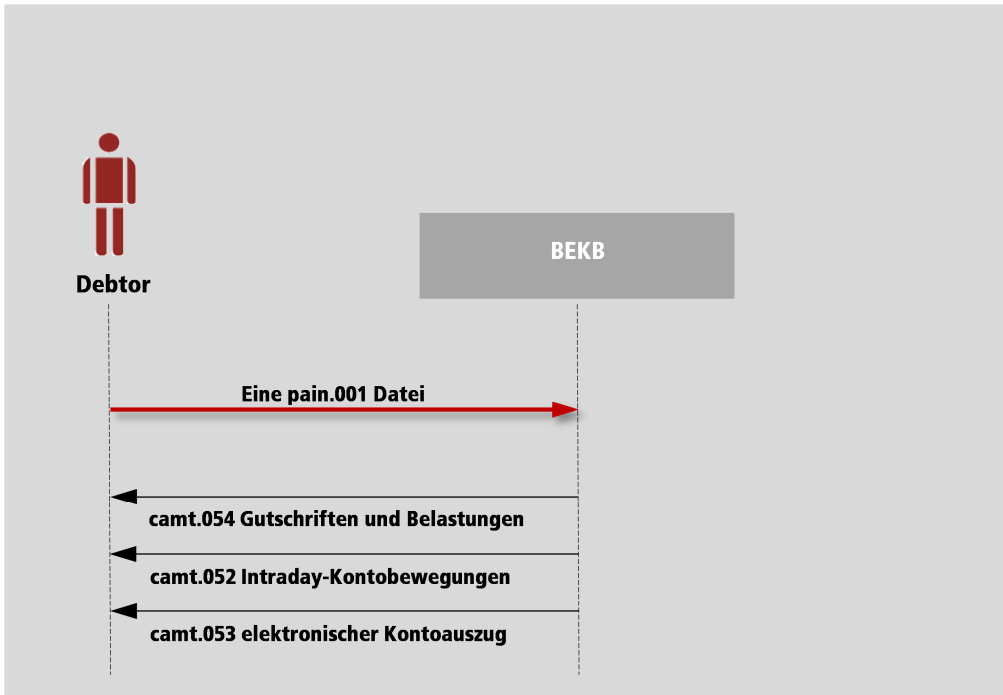 BEKB
Debtor
Eine pain.001 Datei
camt.054 Gutschriften und Belastungen
camt.052 Intraday-Kontobewegungen
camt.053 elektronischer Kontoauszug